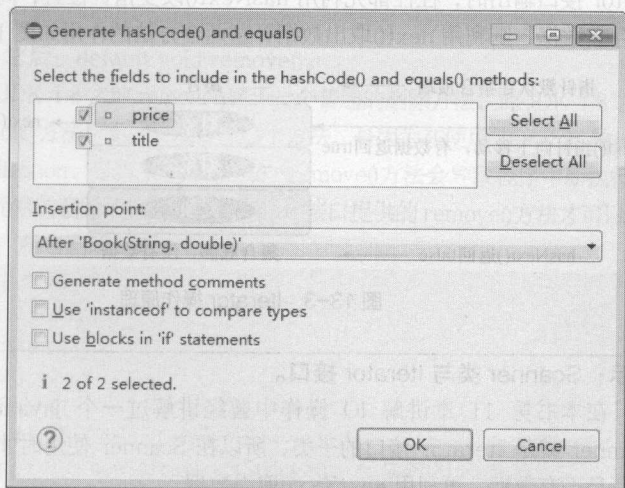 Generate hashCode() and equals()
Select the fields to include in the hashCode() and equals() methods:
price
title
Select All
Deselect All
Insertion point:
After 'Book(String, double)'
Generate method comments
Use 'instanceof' to compare types
Use blocks in 'if' statements
i 2 of 2 selected.
?
OK
Cancel